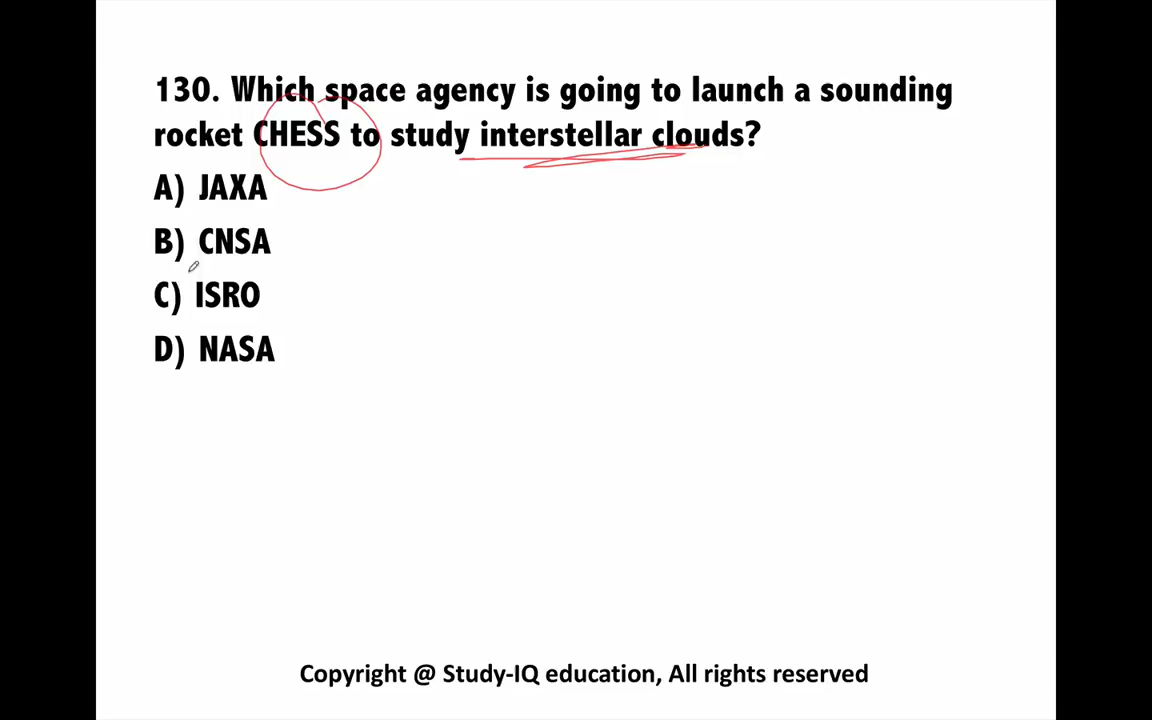 130. Which space agency is going to launch a sounding
rocket CHESS to study interstellar clouds?
A) JAXA
B) CNSA
C) ISRO
D) NASA
Copyright @ Study-IQ education, All rights reserved